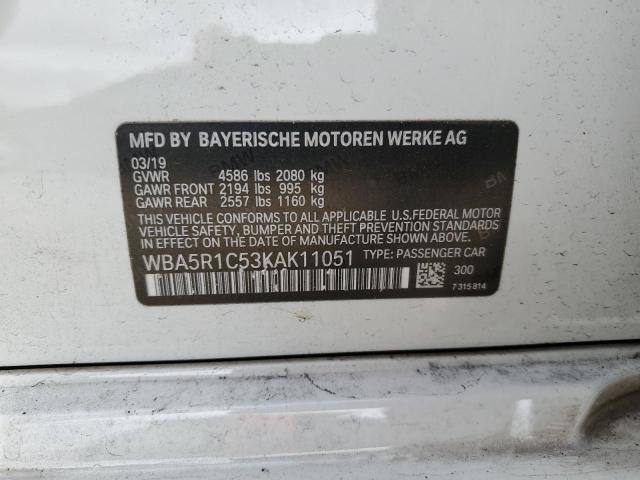 MFD BY BAYERISCHE MOTOREN WERKE AG
03/19
GVWR 4586 lbs 2080 kg
GAWR FRONT 2194 lbs 995 kg
GAWR REAR 2557 lbs 1160 kg
THIS VEHICLE CONFORMS TO ALL APPLICABLE U.S.FEDERAL MOTOR
VEHICLE SAFETY, BUMPER, AND THEFT PREVENTION STANDARDS
IN EFFECT ON THE DATE OF MANUFACTURE SHOWN ABOVE.
WBA5R1C53KAK11051 TYPE: PASSENGER CAR
300
7 315 814